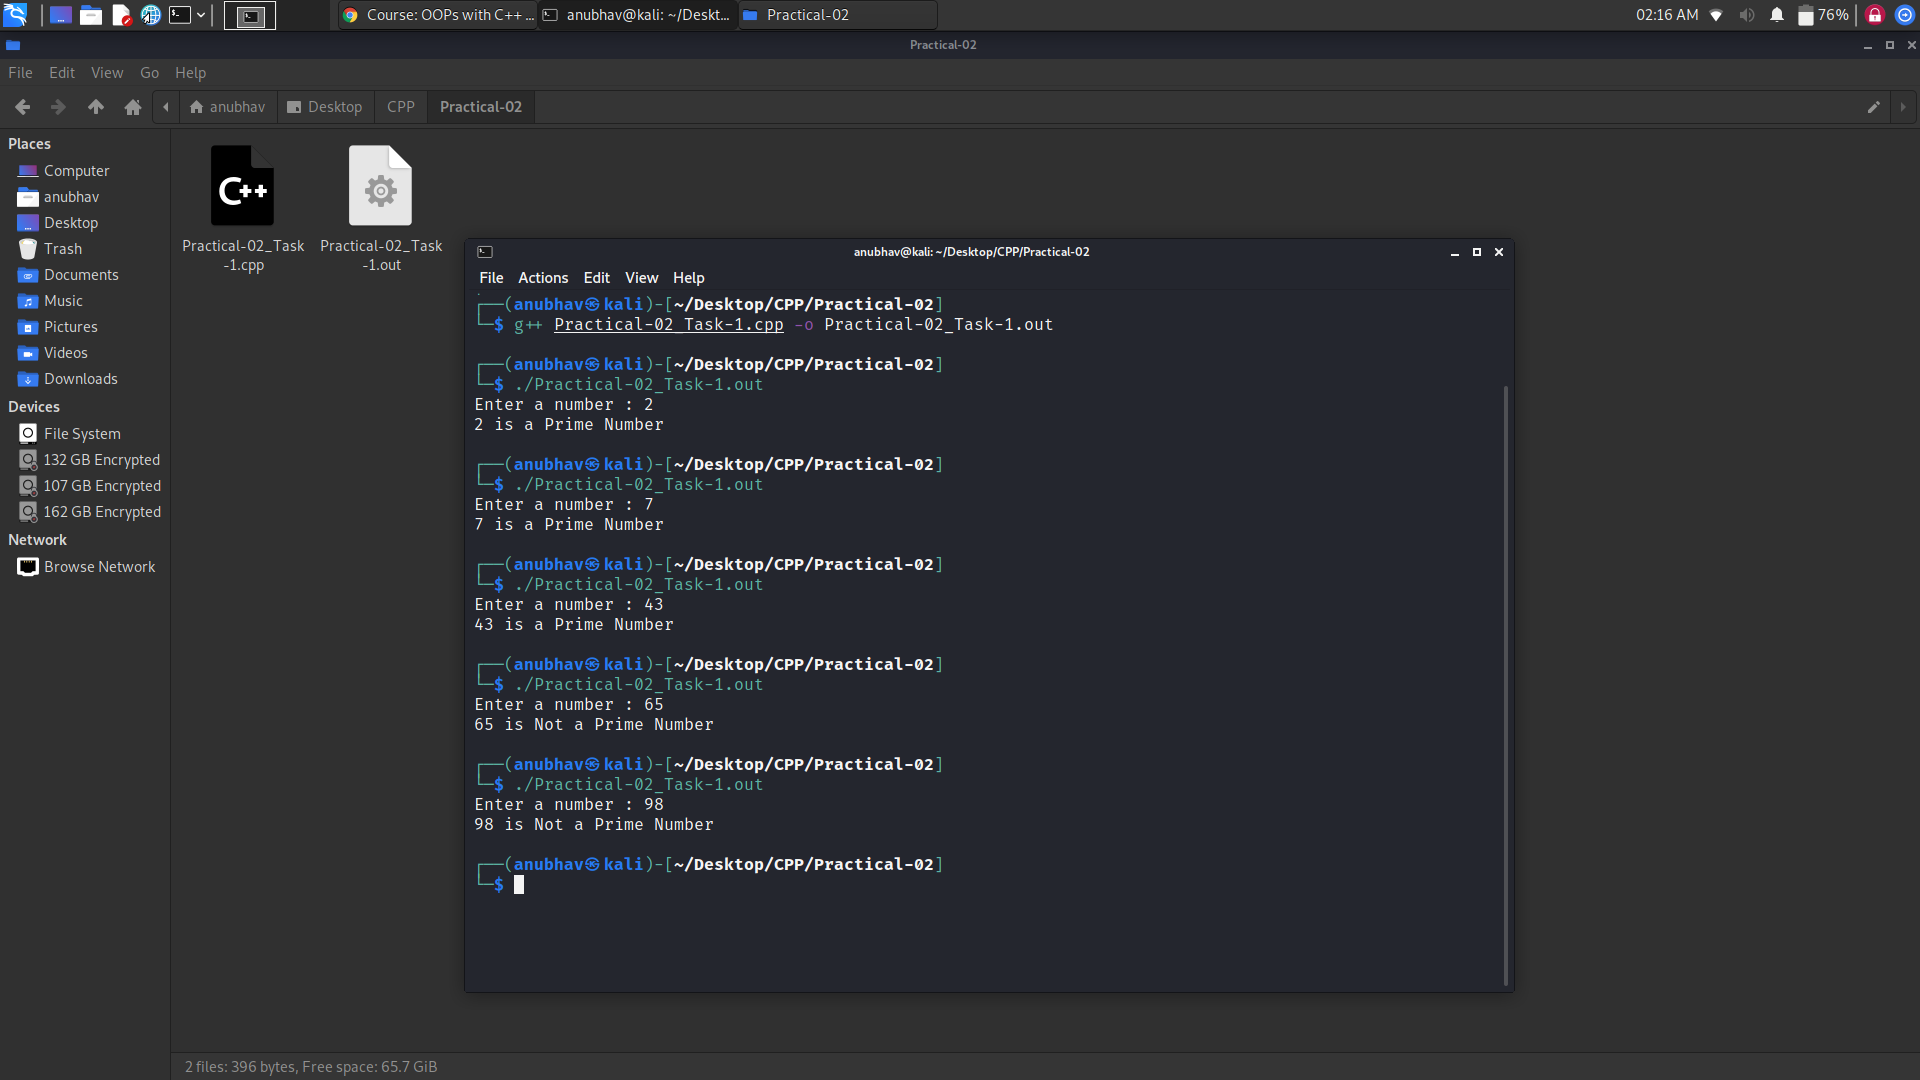 Course: OOPs with C++ ...
anubhav@kali: ~/Deskt...
Practical-02
02:16 AM
76%
Practical-02
File Edit View Go Help
anubhav Desktop CPP Practical-02
Places
Computer
anubhav
Desktop
Trash
Documents
Music
Pictures
Videos
Downloads
Devices
File System
132 GB Encrypted
107 GB Encrypted
162 GB Encrypted
Network
Browse Network
C++
Practical-02_Task
-1.cpp
Practical-02_Task
-1.out
anubhav@kali: ~/Desktop/CPP/Practical-02
File Actions Edit View Help
┌──(anubhav㉿kali)-[~/Desktop/CPP/Practical-02]
└─$ g++ Practical-02_Task-1.cpp -o Practical-02_Task-1.out
┌──(anubhav㉿kali)-[~/Desktop/CPP/Practical-02]
└─$ ./Practical-02_Task-1.out
Enter a number : 2
2 is a Prime Number
┌──(anubhav㉿kali)-[~/Desktop/CPP/Practical-02]
└─$ ./Practical-02_Task-1.out
Enter a number : 7
7 is a Prime Number
┌──(anubhav㉿kali)-[~/Desktop/CPP/Practical-02]
└─$ ./Practical-02_Task-1.out
Enter a number : 43
43 is a Prime Number
┌──(anubhav㉿kali)-[~/Desktop/CPP/Practical-02]
└─$ ./Practical-02_Task-1.out
Enter a number : 65
65 is Not a Prime Number
┌──(anubhav㉿kali)-[~/Desktop/CPP/Practical-02]
└─$ ./Practical-02_Task-1.out
Enter a number : 98
98 is Not a Prime Number
┌──(anubhav㉿kali)-[~/Desktop/CPP/Practical-02]
└─$
2 files: 396 bytes, Free space: 65.7 GiB